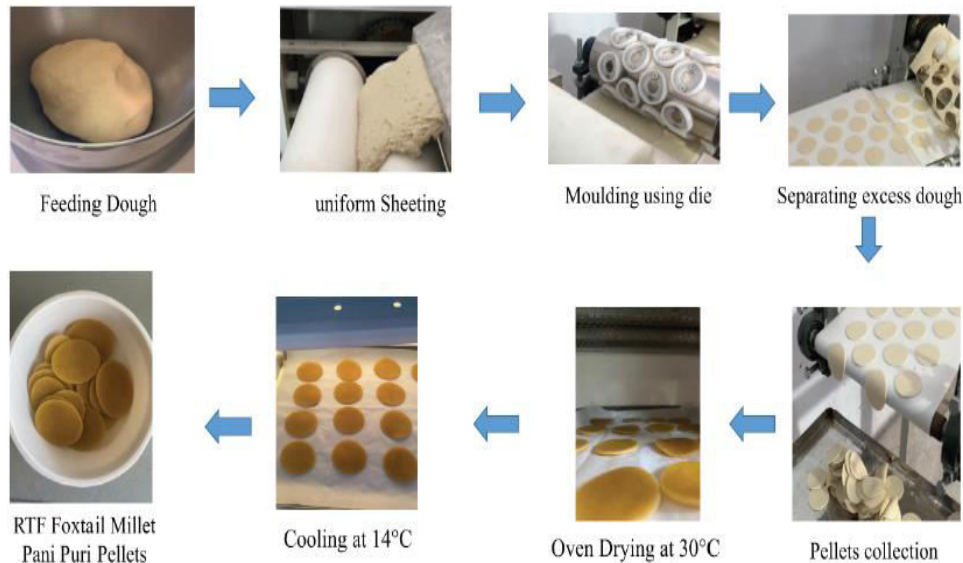 Feeding Dough
uniform Sheeting
Moulding using die
Separating excess dough
Pellets collection
Oven Drying at 30°C
Cooling at 14°C
RTF Foxtail Millet
Pani Puri Pellets